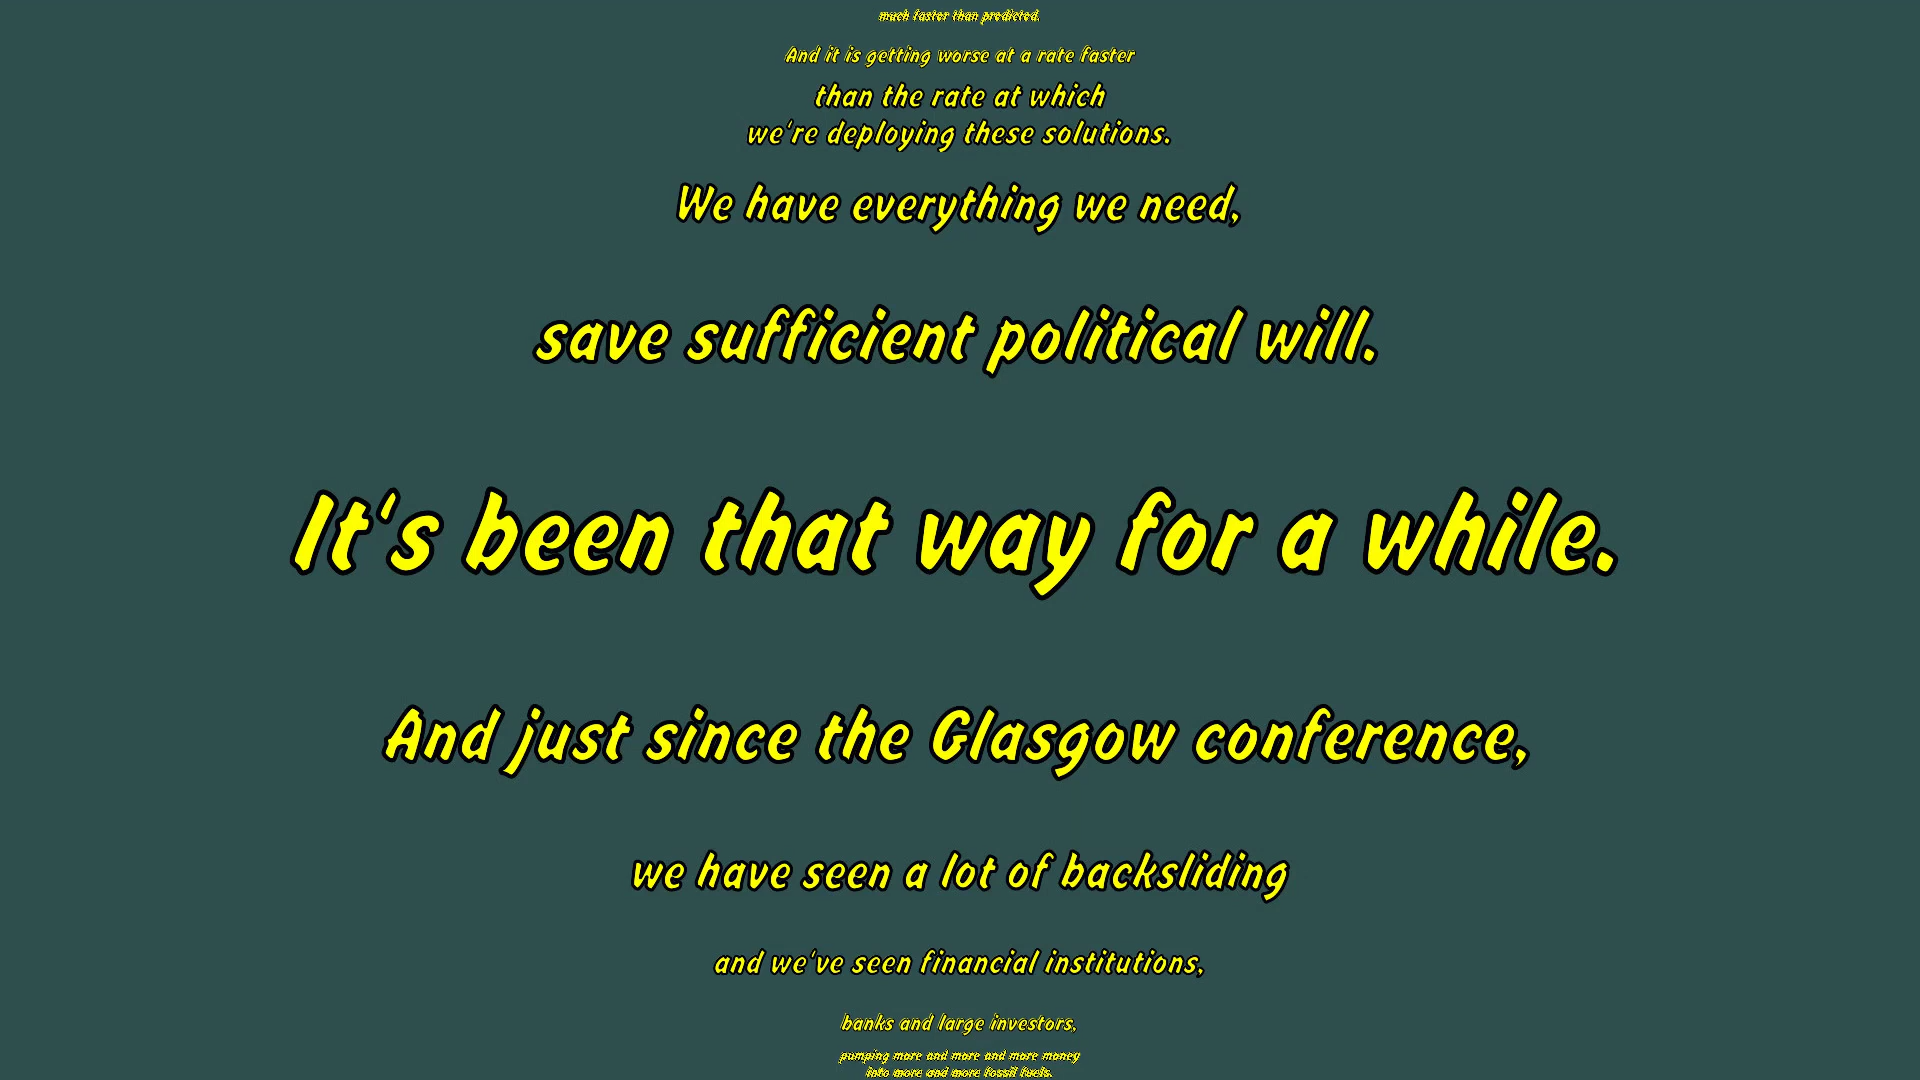 much faster than predicted.
And it is getting worse at a rate faster
than the rate at which
we're deploying these solutions.
We have everything we need,
save sufficient political will.
It's been that way for a while.
And just since the Glasgow conference,
we have seen a lot of backsliding
and we've seen financial institutions,
banks and large investors,
pumping more and more and more money
into more and more fossil fuels.